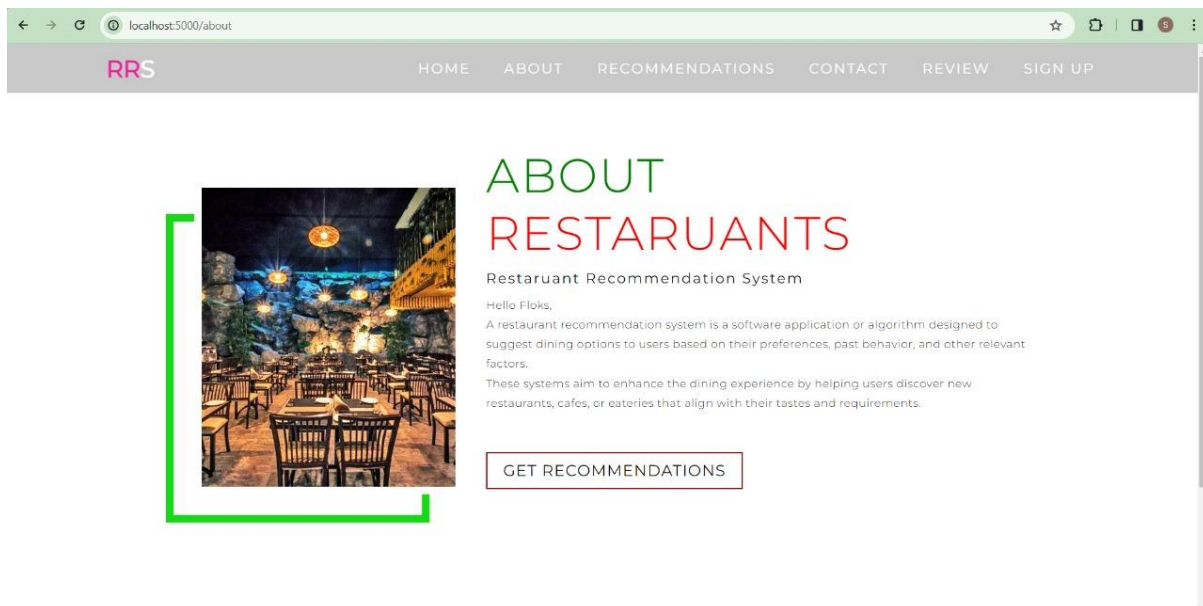 localhost:5000/about
S
RRS
HOME ABOUT RECOMMENDATIONS CONTACT REVIEW SIGN UP
ABOUT
RESTARUANTS
Restaruant Recommendation System
Hello Floks,
A restaurant recommendation system is a software application or algorithm designed to
suggest dining options to users based on their preferences, past behavior, and other relevant
factors.
These systems aim to enhance the dining experience by helping users discover new
restaurants, cafes, or eateries that align with their tastes and requirements.
GET RECOMMENDATIONS